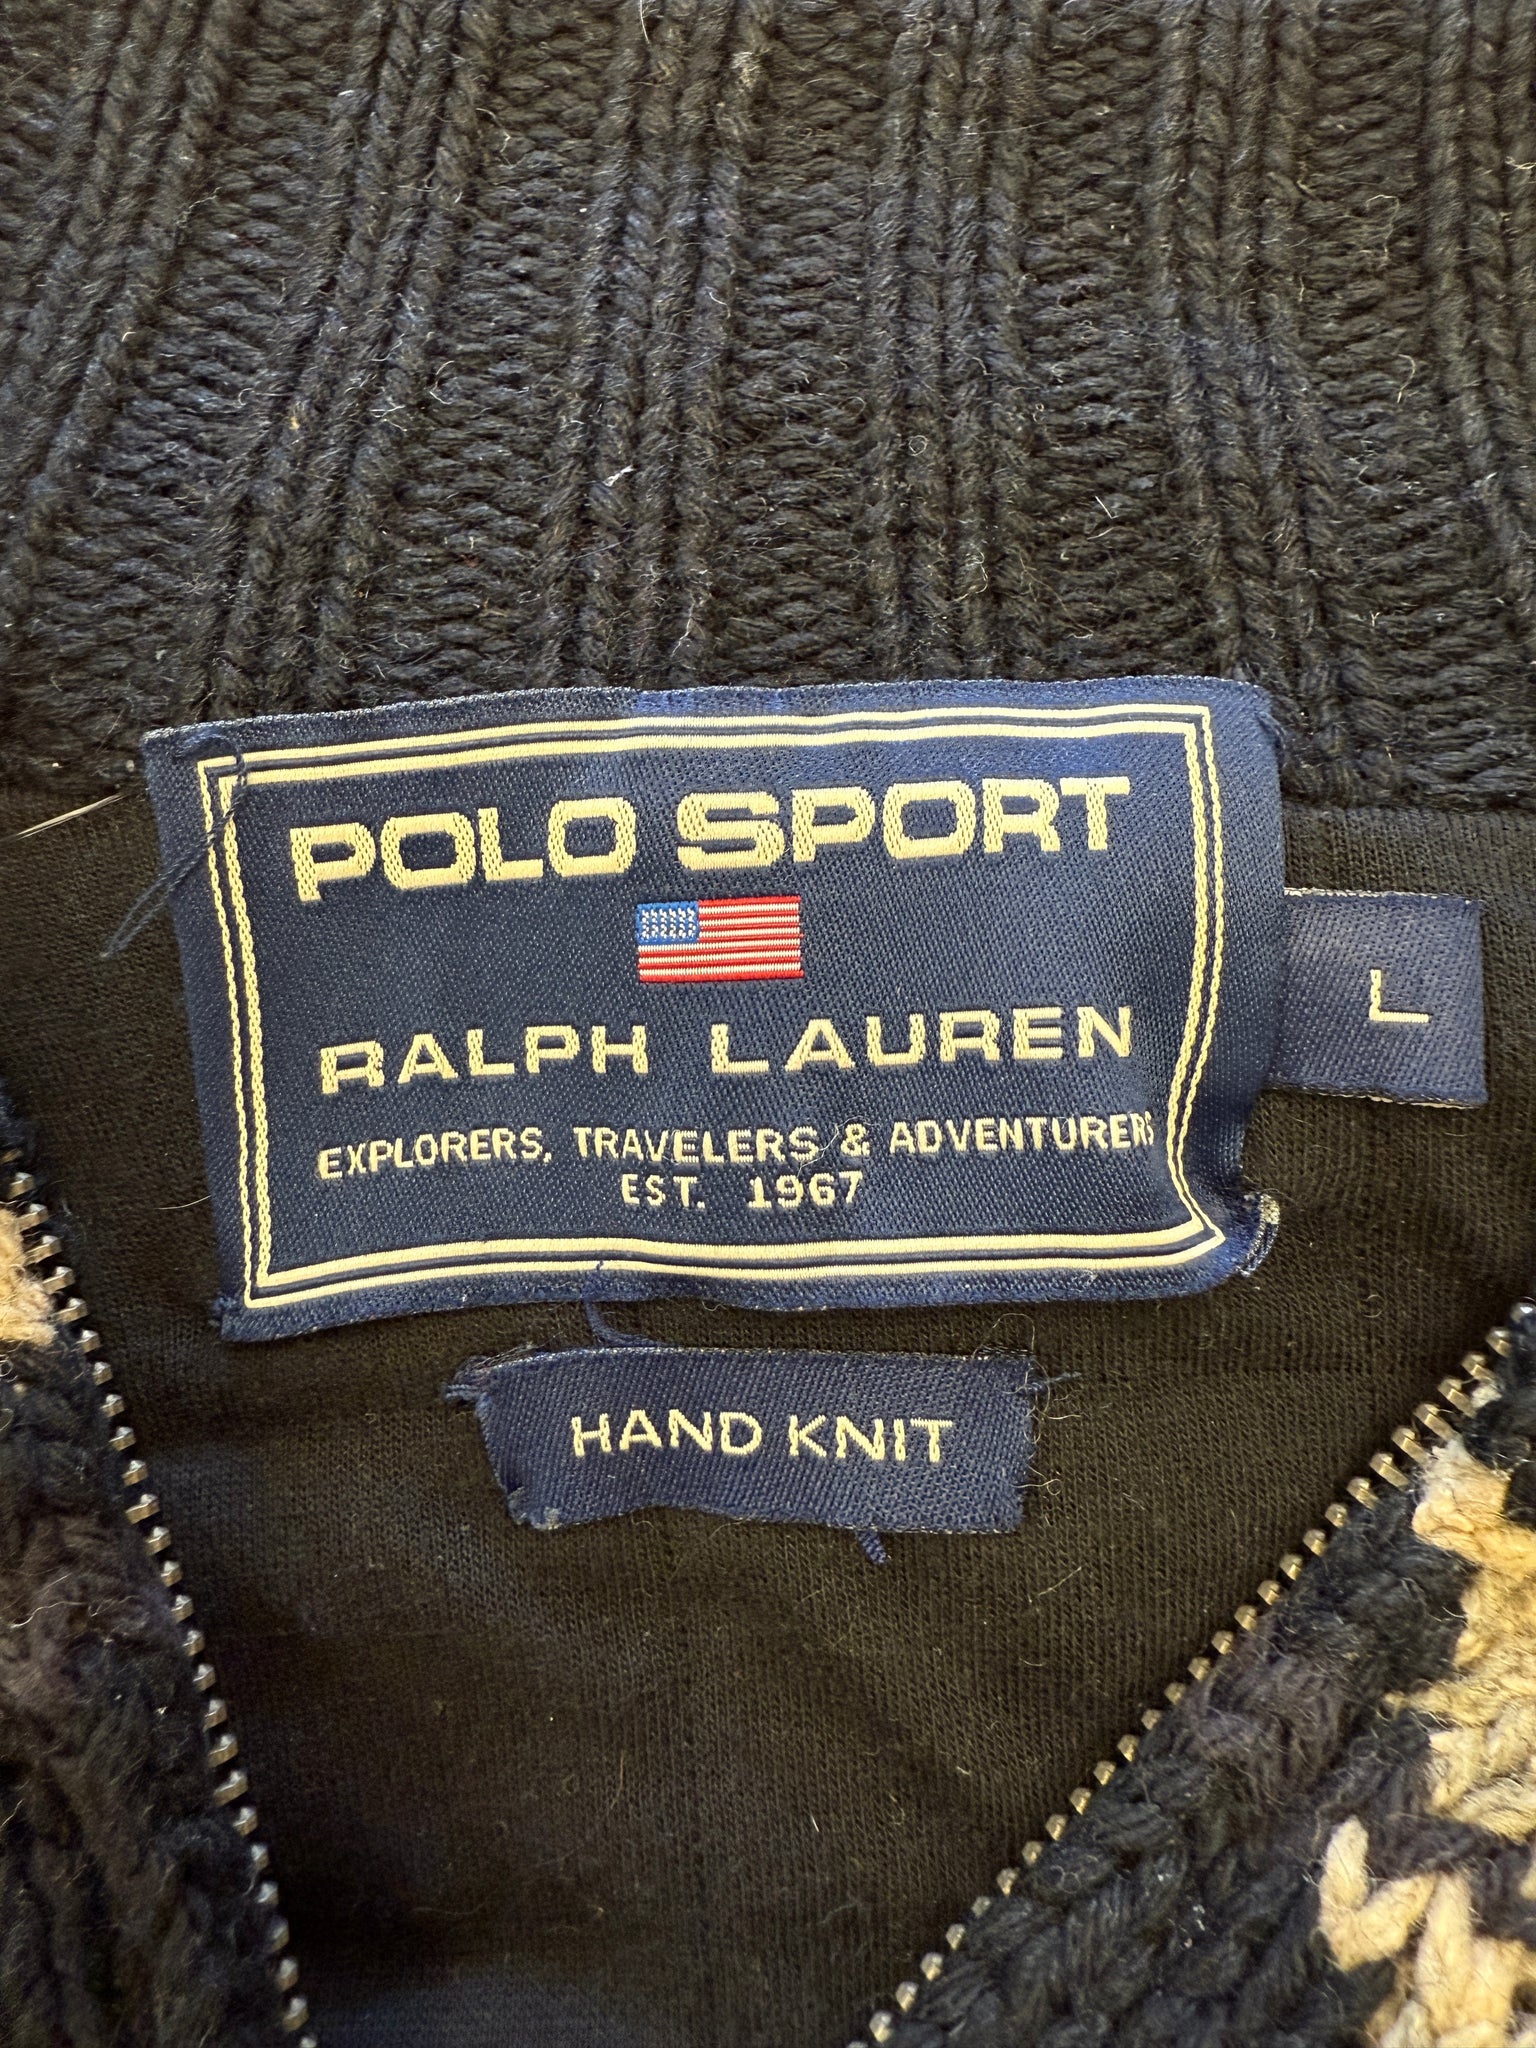 POLO SPORT
RALPH LAUREN
EXPLORERS, TRAVELERS & ADVENTURERS
EST. 1967
L
HAND KNIT